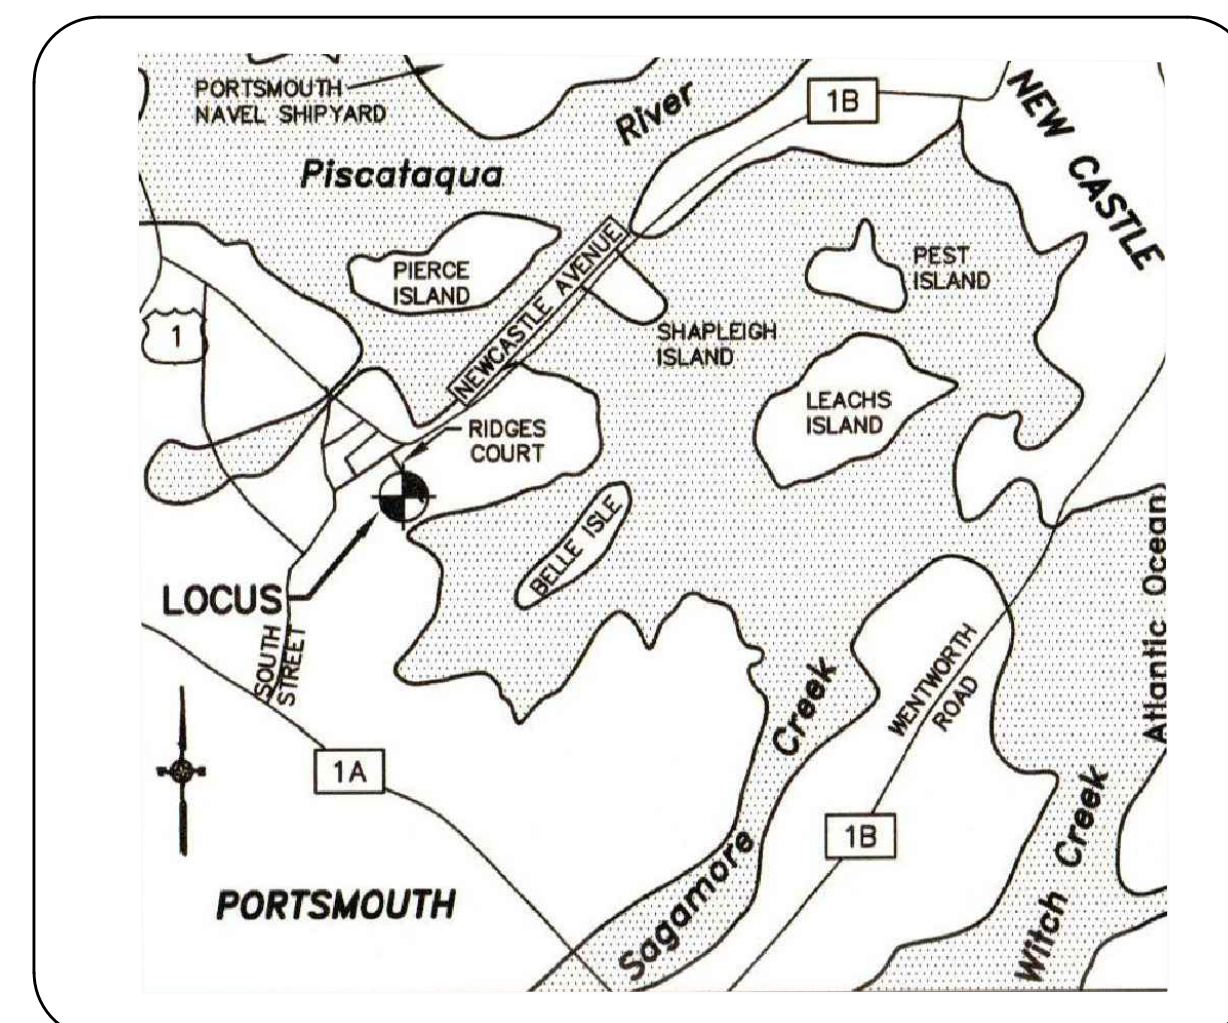 PORTSMOUTH
NAVEL SHIPYARD
Piscataqua
River
1B
NEW CASTLE
PIERCE
ISLAND
NEWCASTLE AVENUE
PEST
ISLAND
1
SHAPLEIGH
ISLAND
LEACHS
ISLAND
RIDGES
COURT
BELLE ISLE
LOCUS
SOUTH
STREET
Atlantic Ocean
WENTWORTH
ROAD
1A
1B
Sagamore Creek
Witch Creek
PORTSMOUTH